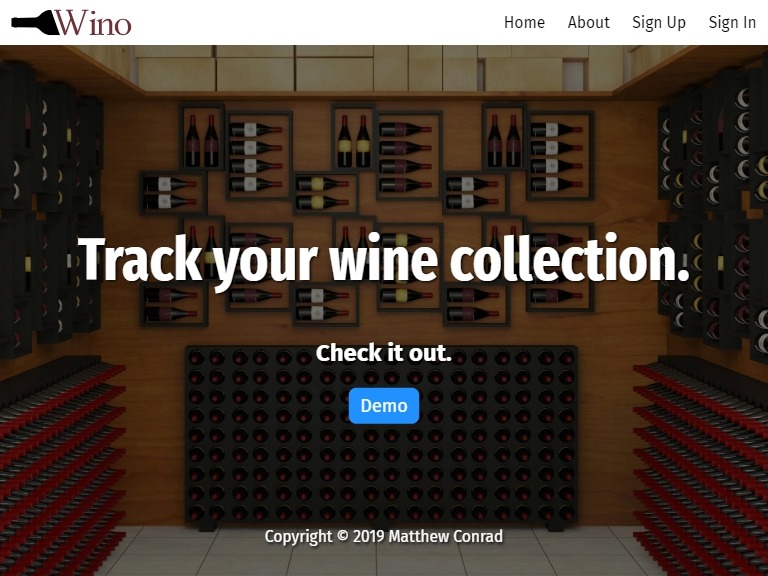 Wino
Home About Sign Up Sign In
Track your wine collection.
Check it out.
Demo
Copyright © 2019 Matthew Conrad